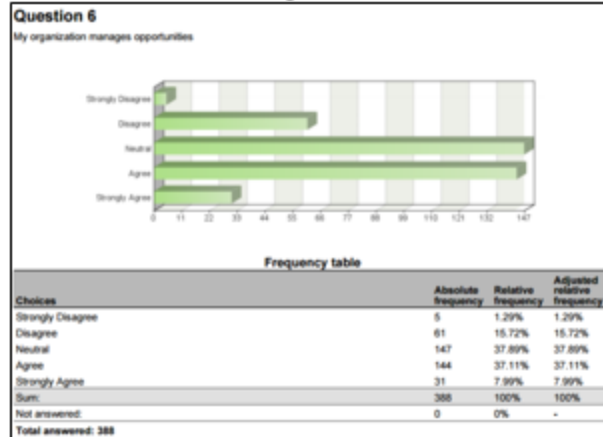 Question 6
My organization manages opportunities
Strongly Disagree
Disagree
Neutral
Agree
Strongly Agree
0 11 22 33 44 55 66 77 88 99 110 121 132 147
Frequency table
Choices Absolute frequency Relative frequency Adjusted relative frequency
Strongly Disagree 5 1.29% 1.29%
Disagree 61 15.72% 15.72%
Neutral 147 37.89% 37.89%
Agree 144 37.11% 37.11%
Strongly Agree 31 7.99% 7.99%
Sum: 388 100% 100%
Not answered: 0 0% -
Total answered: 388